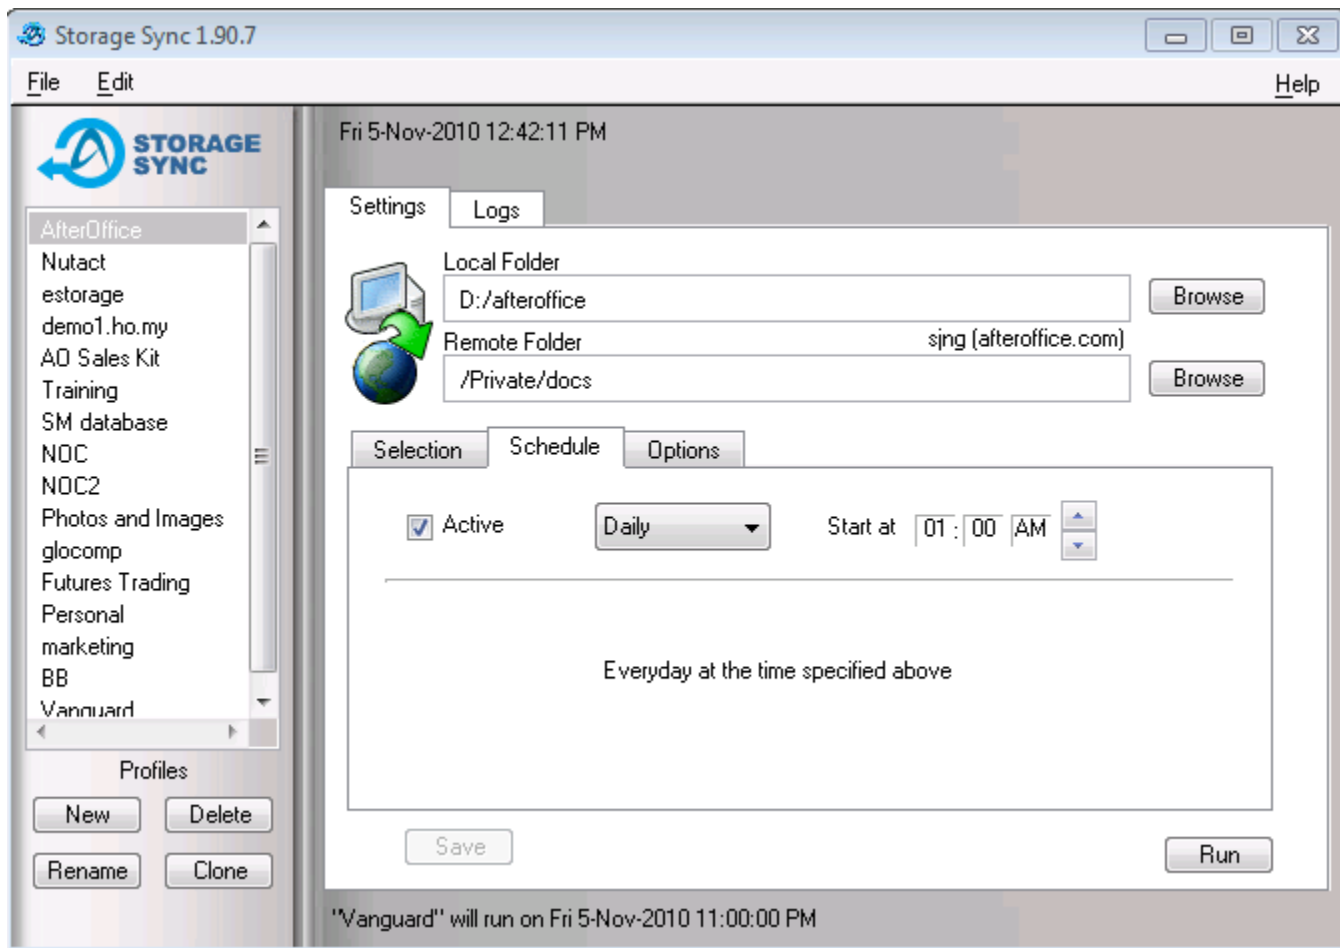 Storage Sync 1.90.7
File Edit Help
STORAGE
SYNC
Fri 5-Nov-2010 12:42:11 PM
Settings Logs
AfterOffice
Nutact
estorage
demo1.ho.my
AO Sales Kit
Training
SM database
NOC
NOC2
Photos and Images
glocomp
Futures Trading
Personal
marketing
BB
Vanguard
Profiles
New Delete
Rename Clone
Local Folder
D:/afteroffice Browse
Remote Folder sjng (afteroffice.com)
/Private/docs Browse
Selection Schedule Options
Active Daily Start at 01 : 00 AM
Everyday at the time specified above
Save Run
"Vanguard" will run on Fri 5-Nov-2010 11:00:00 PM